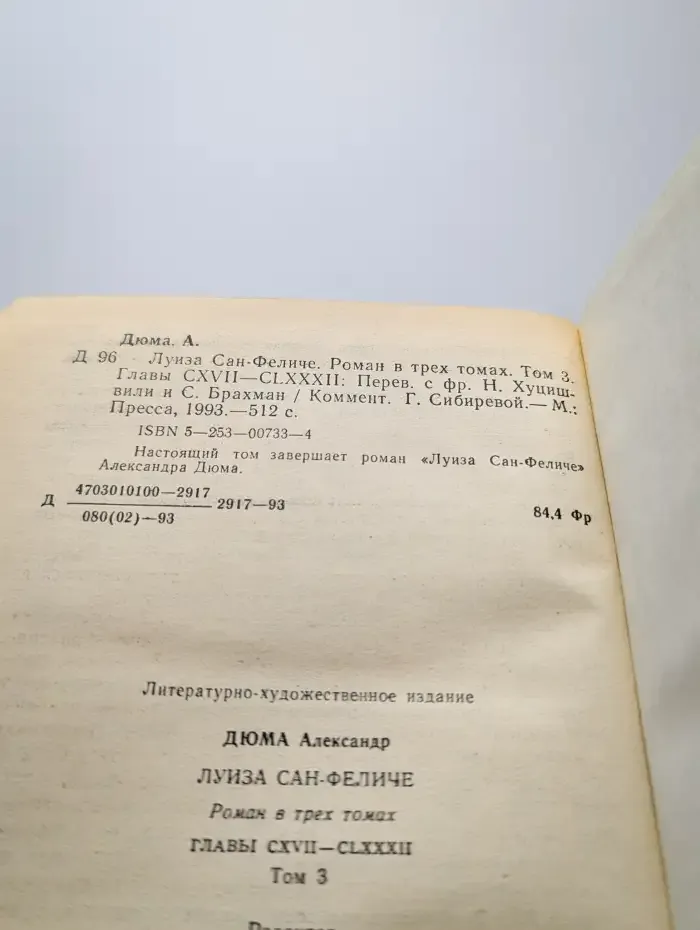 Дюма. А.
Д 96 Луиза Сан-Феличе. Роман в трех томах. Том 3.
Главы CXVII—CLXXXII: Перев. с фр. Н. Хуциш-
вили и С. Брахман / Коммент. Г. Сибиревой.— М.:
Пресса, 1993.—512 с.
ISBN 5—253—00733—4
Настоящий том завершает роман «Луиза Сан-Феличе»
Александра Дюма.
4703010100—2917
Д 2917—93 84,4 Фр
080(02)—93
Литературно-художественное издание
ДЮМА Александр
ЛУИЗА САН-ФЕЛИЧЕ
Роман в трех томах
ГЛАВЫ CXVII—CLXXXII
Том 3